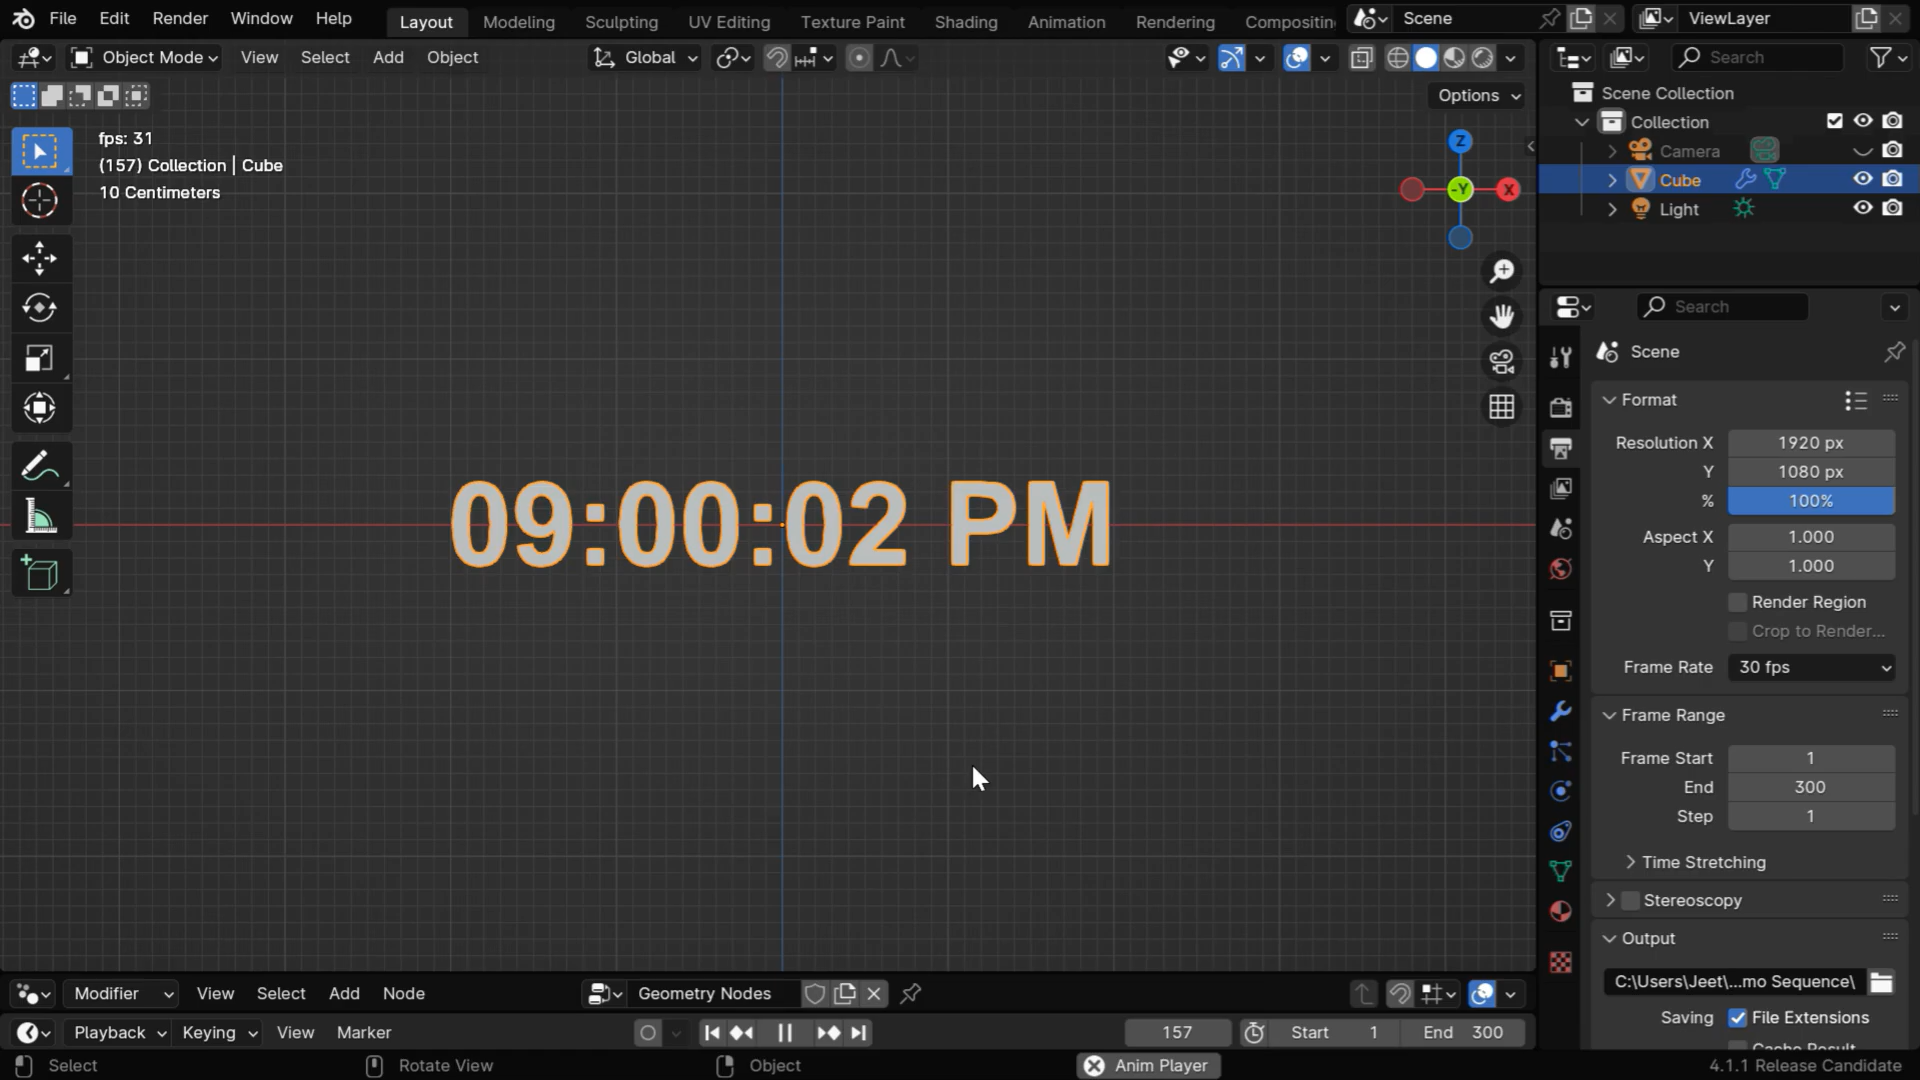 File Edit Render Window Help Layout Modeling Sculpting UV Editing Texture Paint Shading Animation Rendering Compositin Scene ViewLayer
Object Mode View Select Add Object Global Search
Options
Scene Collection
Collection
Camera
Cube
Light
fps: 31
(157) Collection | Cube
10 Centimeters
Z
-Y X
09:00:02 PM
Search
Scene
Format
Resolution X 1920 px
Y 1080 px
% 100%
Aspect X 1.000
Y 1.000
Render Region
Crop to Render...
Frame Rate 30 fps
Frame Range
Frame Start 1
End 300
Step 1
Time Stretching
Stereoscopy
Output
C:\Users\Jeet\...mo Sequence\
Saving File Extensions
Cache Result
Modifier View Select Add Node Geometry Nodes
Playback Keying View Marker 157 Start 1 End 300
Select Rotate View Object Anim Player 4.1.1 Release Candidate